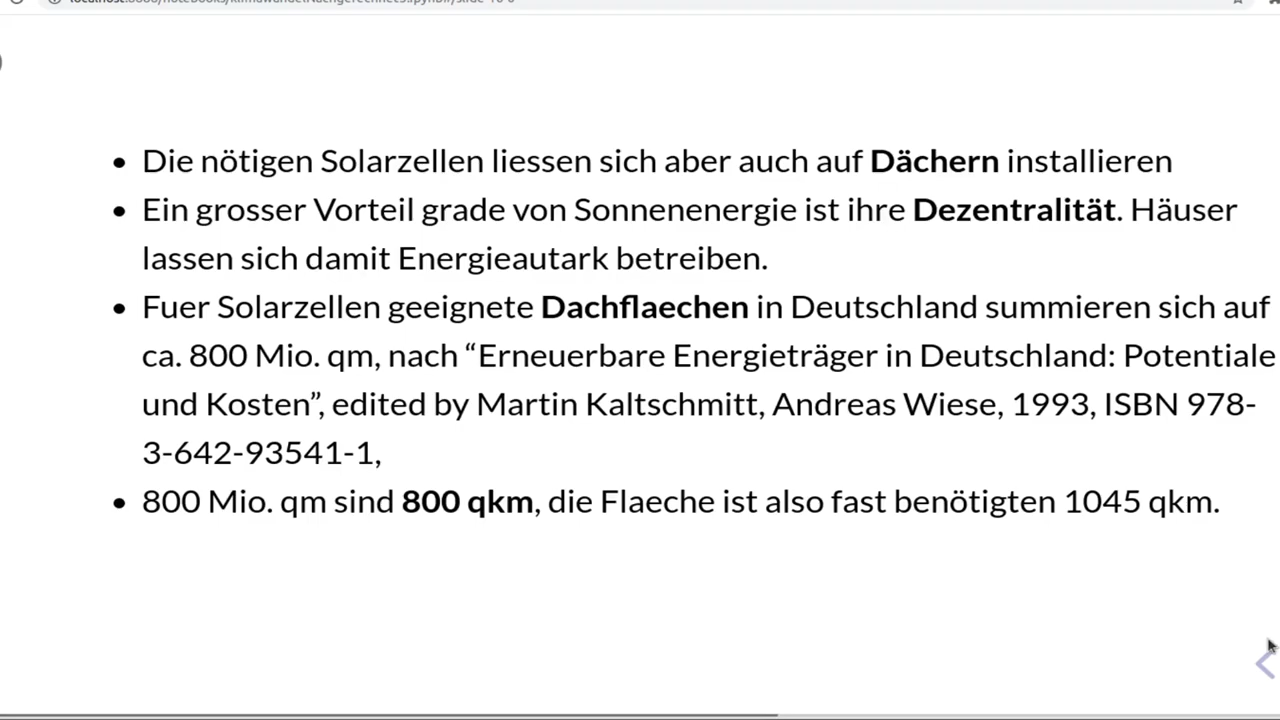 Die nötigen Solarzellen liessen sich aber auch auf Dächern installieren
Ein grosser Vorteil grade von Sonnenenergie ist ihre Dezentralität. Häuser
lassen sich damit Energieautark betreiben.
Fuer Solarzellen geeignete Dachflaechen in Deutschland summieren sich auf
ca. 800 Mio. qm, nach “Erneuerbare Energieträger in Deutschland: Potentiale
und Kosten”, edited by Martin Kaltschmitt, Andreas Wiese, 1993, ISBN 978-
3-642-93541-1,
800 Mio. qm sind 800 qkm, die Flaeche ist also fast benötigten 1045 qkm.